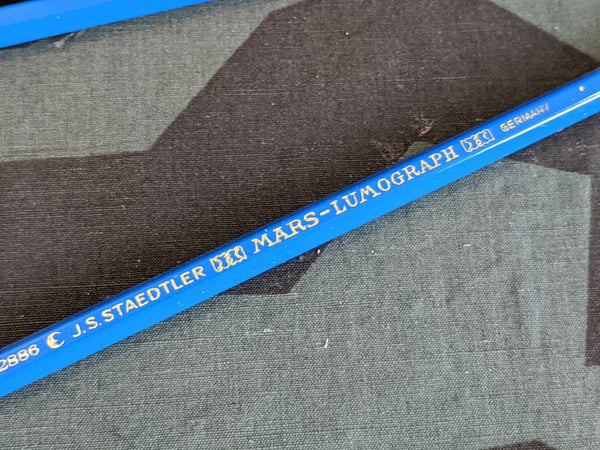 2886 J.S. STAEDTLER MARS-LUMOGRAPH GERMANY